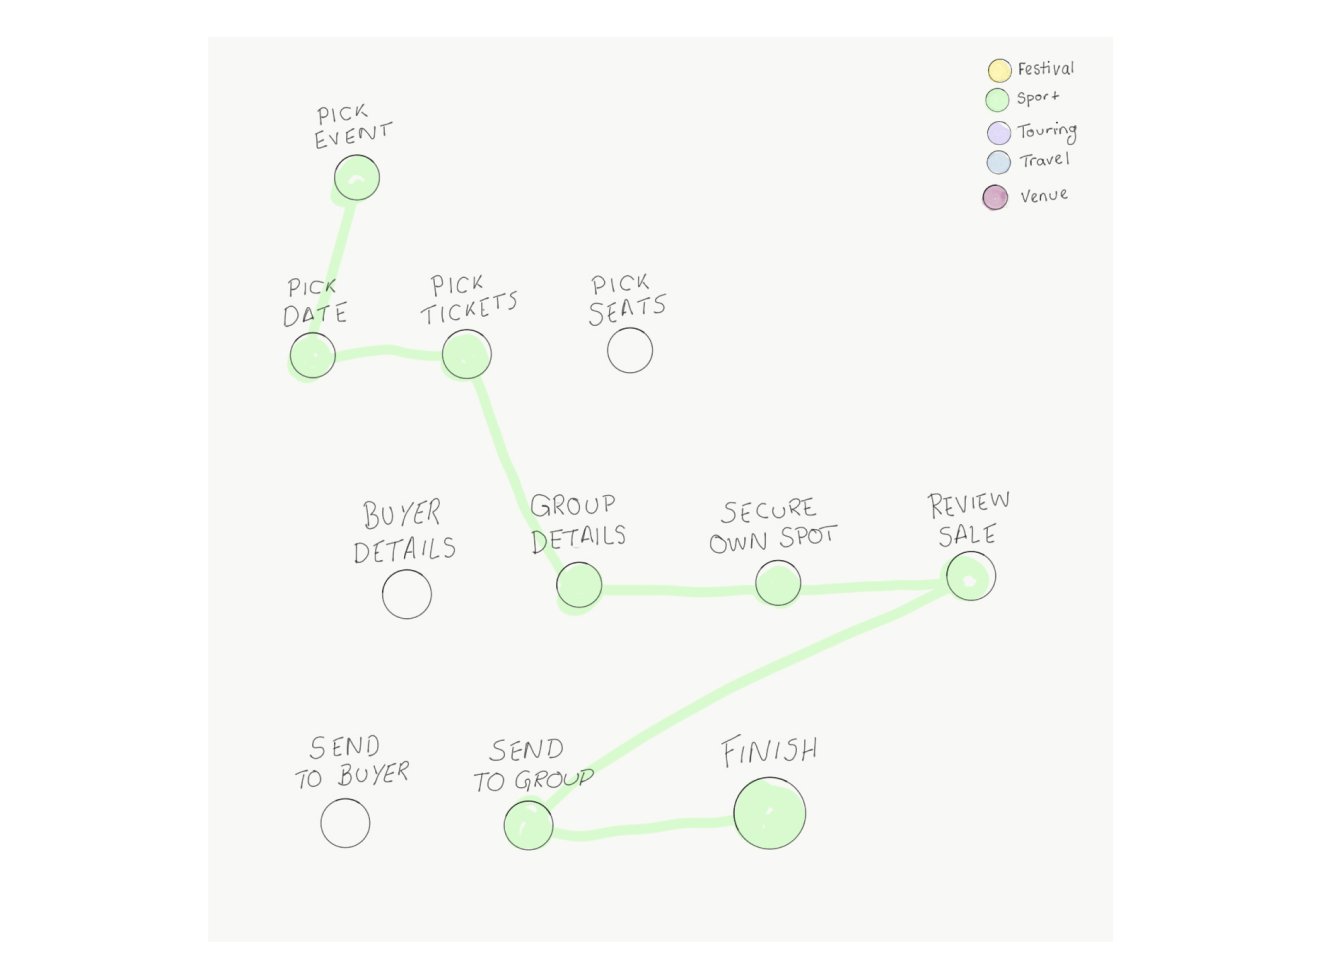 Festival
Sport
Touring
Travel
Venue
PICK
EVENT
PICK
DATE
PICK
TICKETS
PICK
SEATS
BUYER
DETAILS
GROUP
DETAILS
SECURE
OWN SPOT
REVIEW
SALE
SEND
TO BUYER
SEND
TO GROUP
FINISH